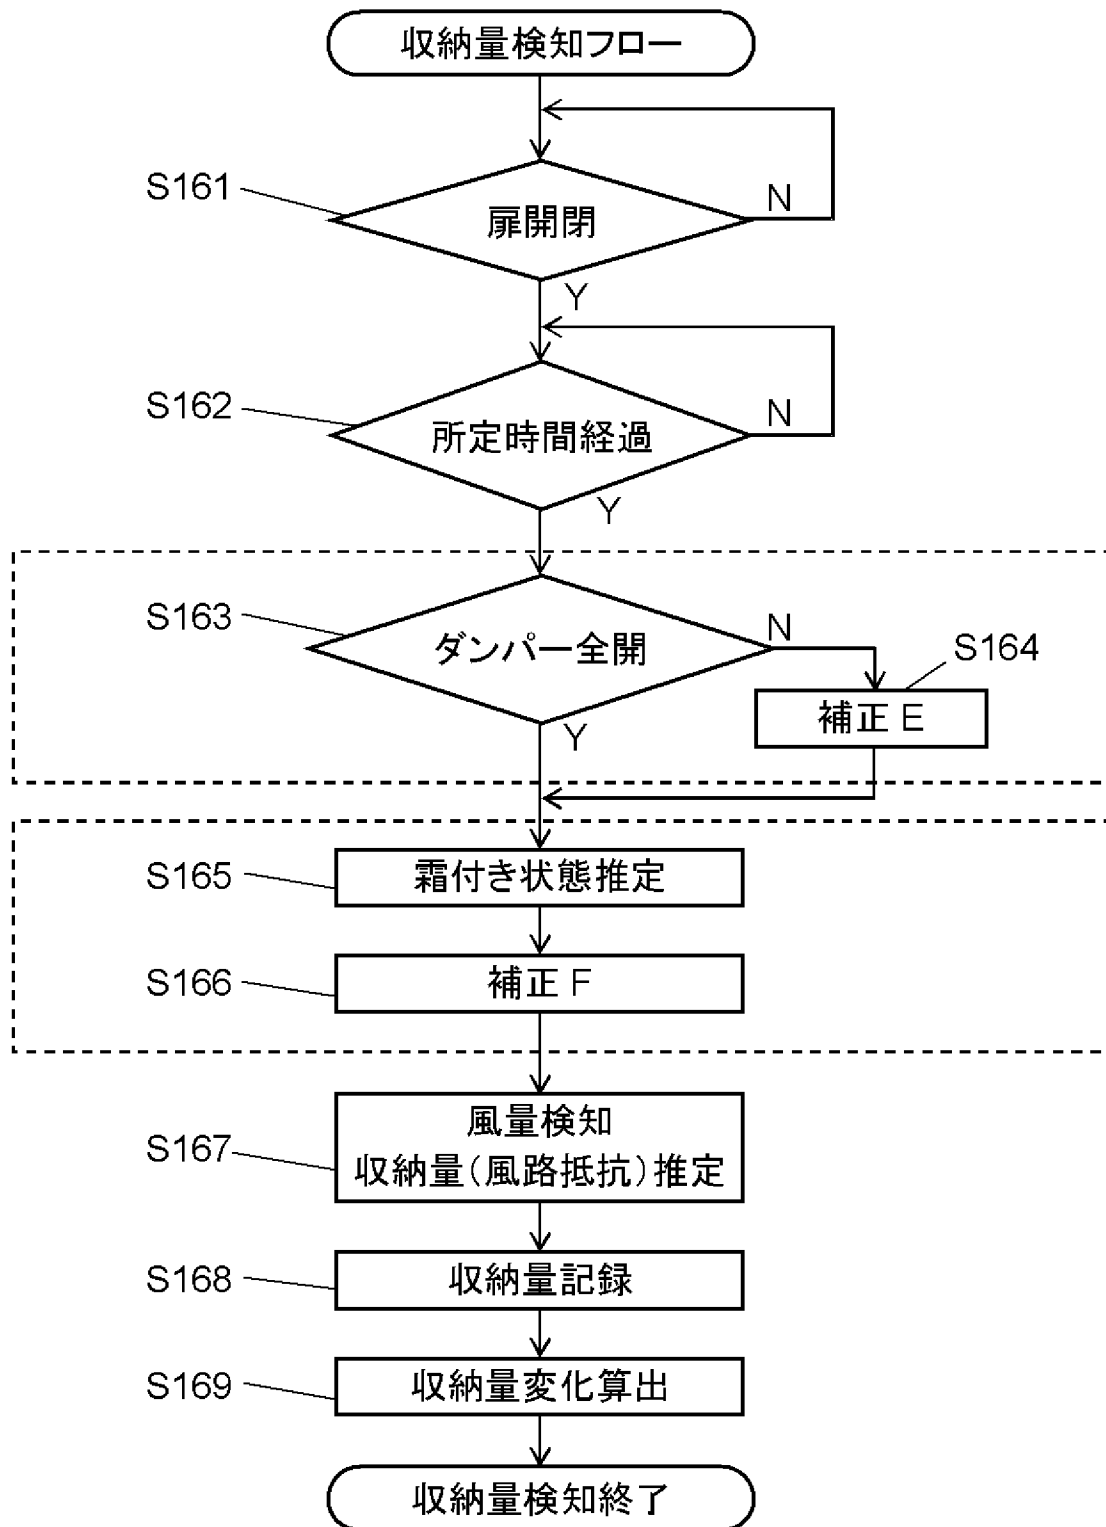 収納量検知フロー
S161
扉開閉
N
Y
S162
所定時間経過
N
Y
S163
ダンパー全開
N
Y
S164
補正 E
S165
霜付き状態推定
S166
補正 F
S167
風量検知
収納量(風路抵抗)推定
S168
収納量記録
S169
収納量変化算出
収納量検知終了